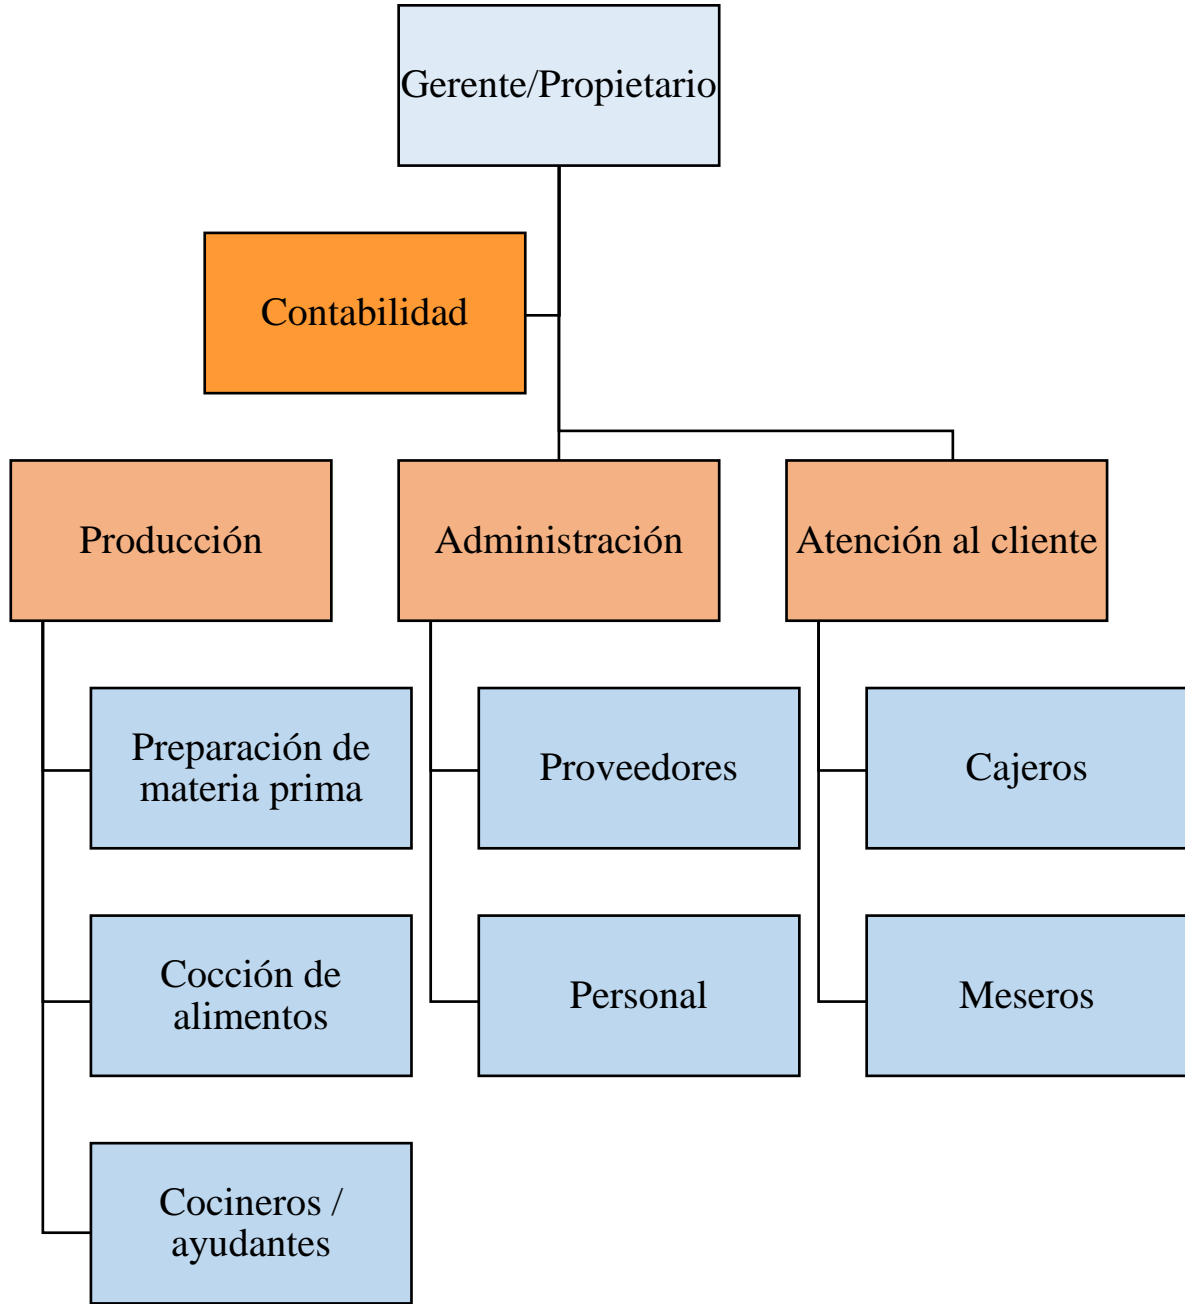 Gerente/Propietario
Contabilidad
Producción
Administración
Atención al cliente
Preparación de
materia prima
Proveedores
Cajeros
Cocción de
alimentos
Personal
Meseros
Cocineros /
ayudantes